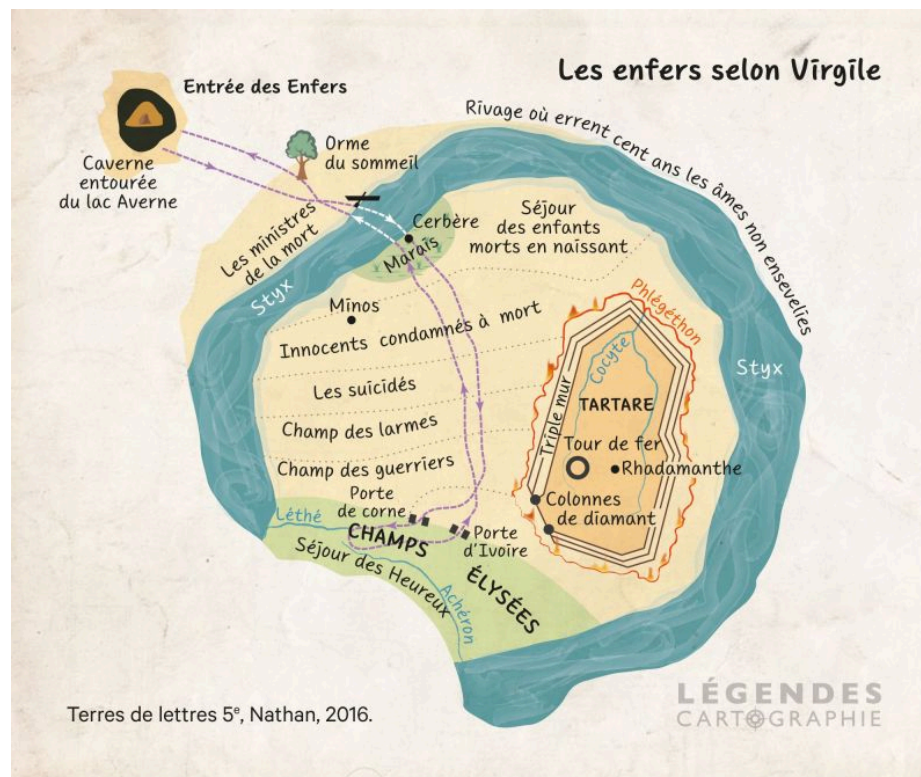 Les enfers selon Virgile
Entrée des Enfers
Rivage où errent cent ans les âmes non ensevelies
Orme
du sommeil
Caverne
entourée
du lac Averne
Les ministres
de la mort
Cerbère
Marais
Séjour
des enfants
morts en naissant
Styx
Minos
Innocents condamnés à mort
Phlégéthon
Cocyte
Styx
Les suicidés
TARTARE
Triple mur
Champ des larmes
Tour de fer
Rhadamanthe
Champ des guerriers
Porte
de corne
Colonnes
de diamant
Léthé
CHAMPS
Porte
d'Ivoire
Séjour des Heureux
ÉLYSÉES
Achéron
Terres de lettres 5e, Nathan, 2016.
LÉGENDES
CARTOGRAPHIE